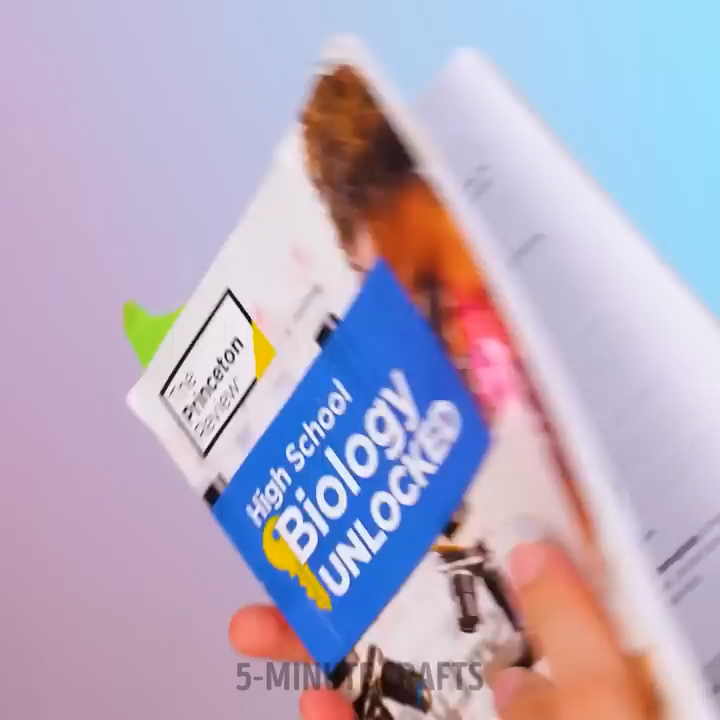 The
Princeton
Review
High School
Biology
UNLOCKED
5-MINUTE CRAFTS